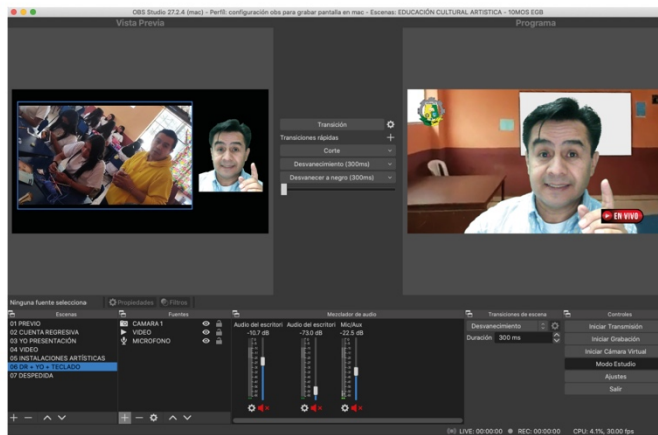 OBS Studio 27.2.4 (mac) - Perfil: configuración obs para grabar pantalla en mac - Escenas: EDUCACIÓN CULTURAL ARTISTICA - 10MOS EGB
Vista Previa
Programa
Transición
Transiciones rápidas
Corte
Desvanecimiento (300ms)
Desvanecer a negro (300ms)
EN VIVO
Ninguna fuente selecciona
Propiedades
Filtros
Escenas
01 PREVIO
02 CUENTA REGRESIVA
03 YO PRESENTACIÓN
04 VIDEO
05 INSTALACIONES ARTÍSTICAS
06 DR + YO + TECLADO
07 DESPEDIDA
Fuentes
CAMARA 1
VIDEO
MICROFONO
Mezclador de audio
Audio del escritori Audio del escritori Mic/Aux
-10.7 dB -73.0 dB -22.5 dB
Transiciones de escena
Desvanecimiento
Duración 300 ms
Controles
Iniciar Transmisión
Iniciar Grabación
Iniciar Cámara Virtual
Modo Estudio
Ajustes
Salir
LIVE: 00:00:00 REC: 00:00:00 CPU: 4.1%, 30.00 fps